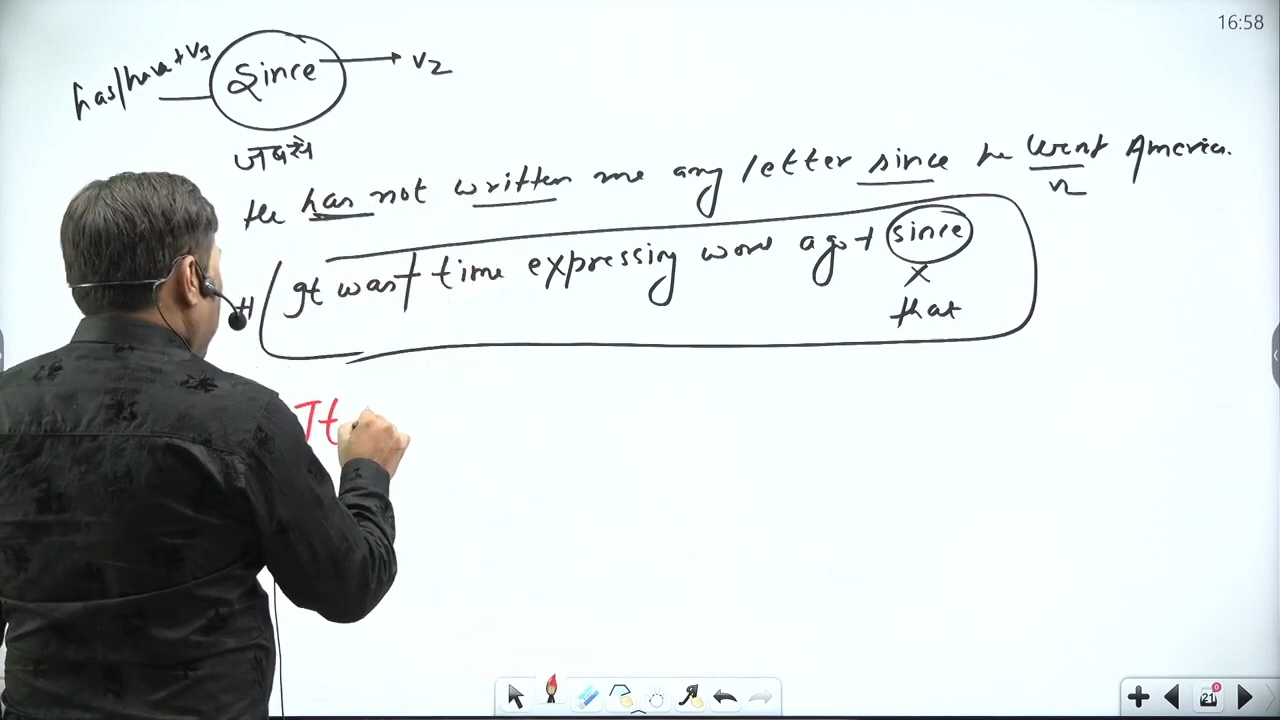 16:58
has/have + V3 Since → V2
जबसे
He has not written me any letter since he went America.
V2
It was + time expressing word + ago + since
×
that
It
21